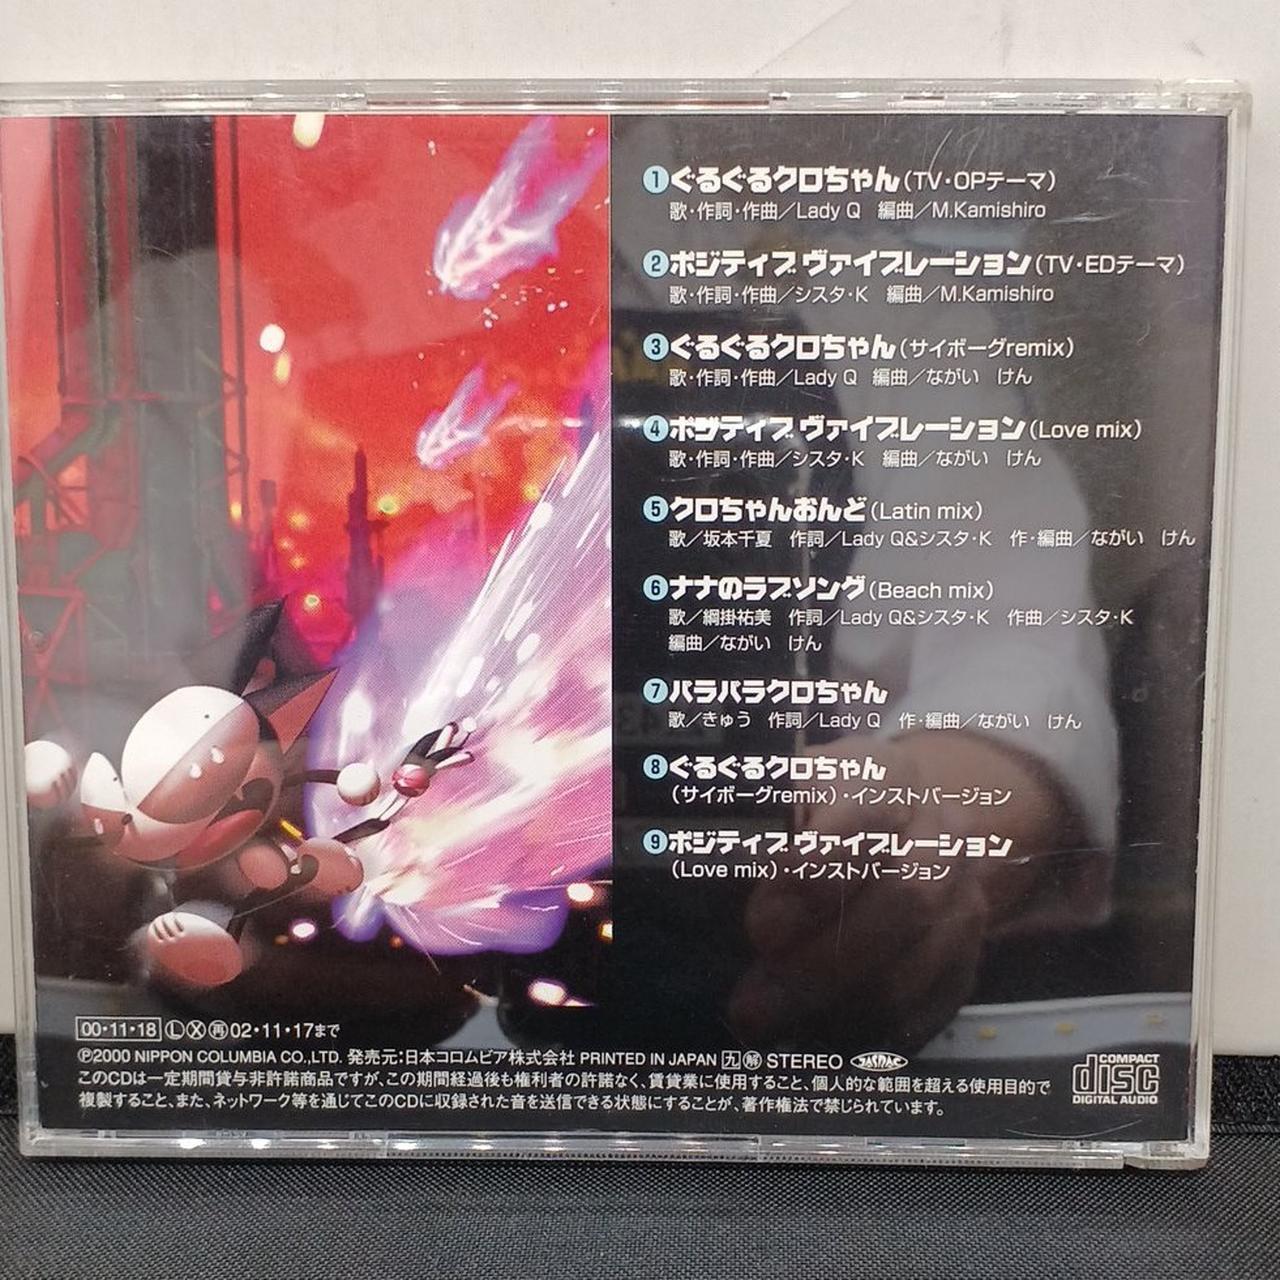 1 ぐるぐるクロちゃん(TV・OPテーマ)
歌・作詞・作曲／Lady Q 編曲／M.Kamishiro
2 ポジティブ ヴァイブレーション(TV・EDテーマ)
歌・作詞・作曲／シスタ・K 編曲／M.Kamishiro
3 ぐるぐるクロちゃん(サイボーグremix)
歌・作詞・作曲／Lady Q 編曲／ながい けん
4 ポジティブ ヴァイブレーション(Love mix)
歌・作詞・作曲／シスタ・K 編曲／ながい けん
5 クロちゃんおんど(Latin mix)
歌／坂本千夏 作詞／Lady Q&シスタ・K 作・編曲／ながい けん
6 ナナのラブソング(Beach mix)
歌／綱掛祐美 作詞／Lady Q&シスタ・K 作曲／シスタ・K
編曲／ながい けん
7 パラパラクロちゃん
歌／きゅう 作詞／Lady Q 作・編曲／ながい けん
8 ぐるぐるクロちゃん
(サイボーグremix)・インストバージョン
9 ポジティブ ヴァイブレーション
(Love mix)・インストバージョン
00・11・18 Ⓛ Ⓧ 再 02・11・17まで
℗2000 NIPPON COLUMBIA CO.,LTD. 発売元:日本コロムビア株式会社 PRINTED IN JAPAN 九 解 STEREO JASRAC
このCDは一定期間貸与非許諾商品ですが、この期間経過後も権利者の許諾なく、賃貸業に使用すること、個人的な範囲を超える使用目的で
複製すること、また、ネットワーク等を通じてこのCDに収録された音を送信できる状態にすることが、著作権法で禁じられています。
COMPACT
disc
DIGITAL AUDIO